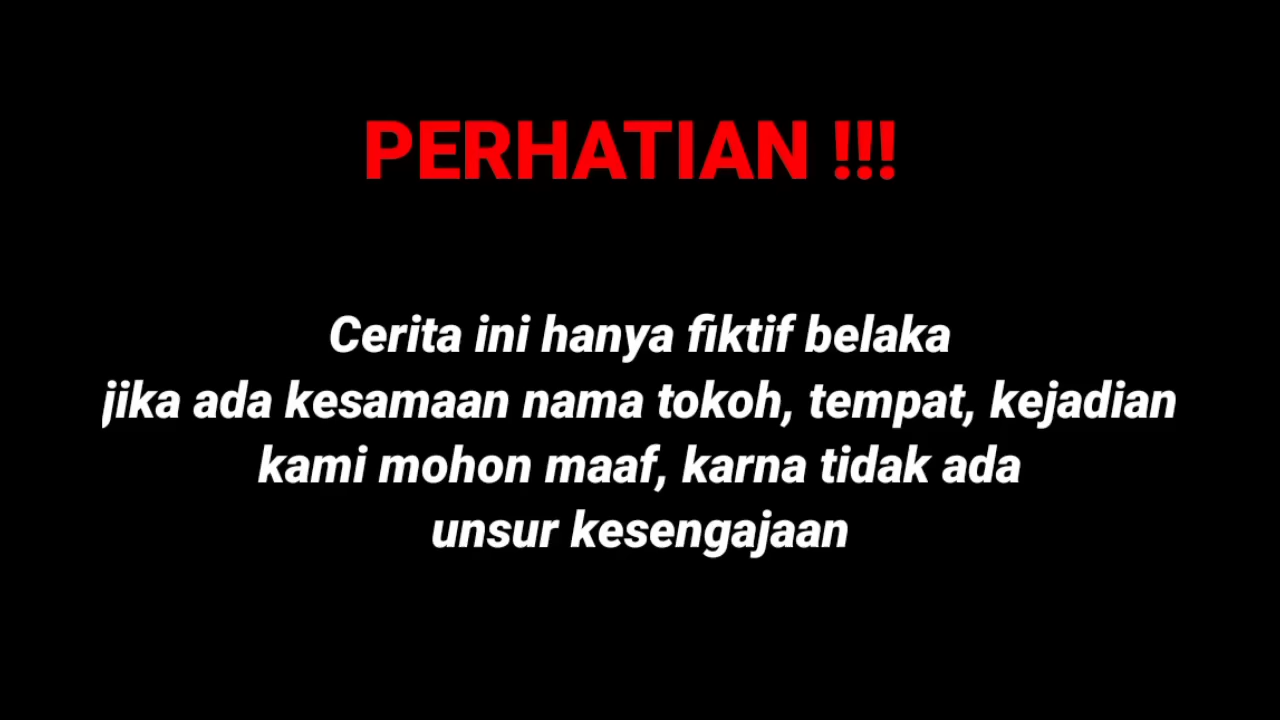 PERHATIAN !!!
Cerita ini hanya fiktif belaka
jika ada kesamaan nama tokoh, tempat, kejadian
kami mohon maaf, karna tidak ada
unsur kesengajaan